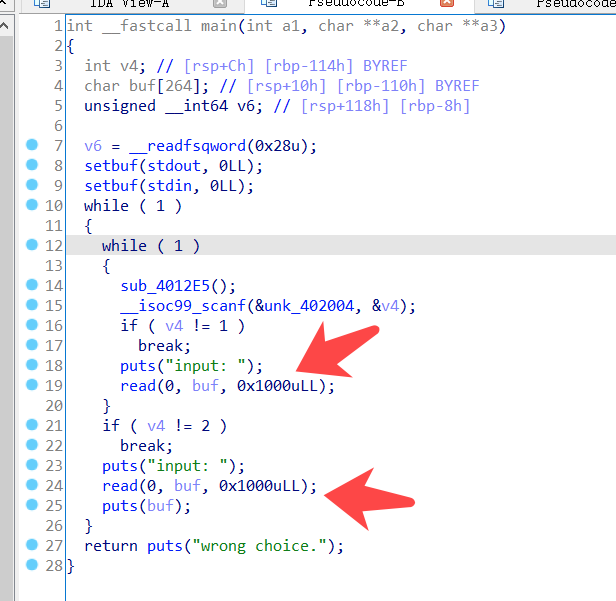 IDA View-A Pseudocode-B Pseudocode
1 int __fastcall main(int a1, char **a2, char **a3)
2 {
3 int v4; // [rsp+Ch] [rbp-114h] BYREF
4 char buf[264]; // [rsp+10h] [rbp-110h] BYREF
5 unsigned __int64 v6; // [rsp+118h] [rbp-8h]
6
7 v6 = __readfsqword(0x28u);
8 setbuf(stdout, 0LL);
9 setbuf(stdin, 0LL);
10 while ( 1 )
11 {
12 while ( 1 )
13 {
14 sub_4012E5();
15 __isoc99_scanf(&unk_402004, &v4);
16 if ( v4 != 1 )
17 break;
18 puts("input: ");
19 read(0, buf, 0x1000uLL);
20 }
21 if ( v4 != 2 )
22 break;
23 puts("input: ");
24 read(0, buf, 0x1000uLL);
25 puts(buf);
26 }
27 return puts("wrong choice.");
28 }